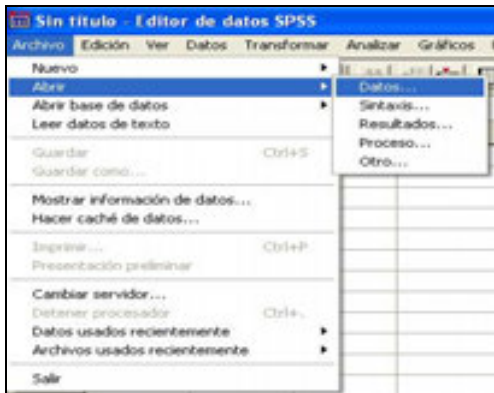 Sin título - Editor de datos SPSS
Archivo Edición Ver Datos Transformar Analizar Gráficos
Nuevo
Abrir
Abrir base de datos
Leer datos de texto
Guardar Ctrl+S
Guardar como...
Mostrar información de datos...
Hacer caché de datos...
Imprimir... Ctrl+P
Presentación preliminar
Cambiar servidor...
Detener procesador Ctrl+.
Datos usados recientemente
Archivos usados recientemente
Salir
Datos...
Sintaxis...
Resultados...
Proceso...
Otro...